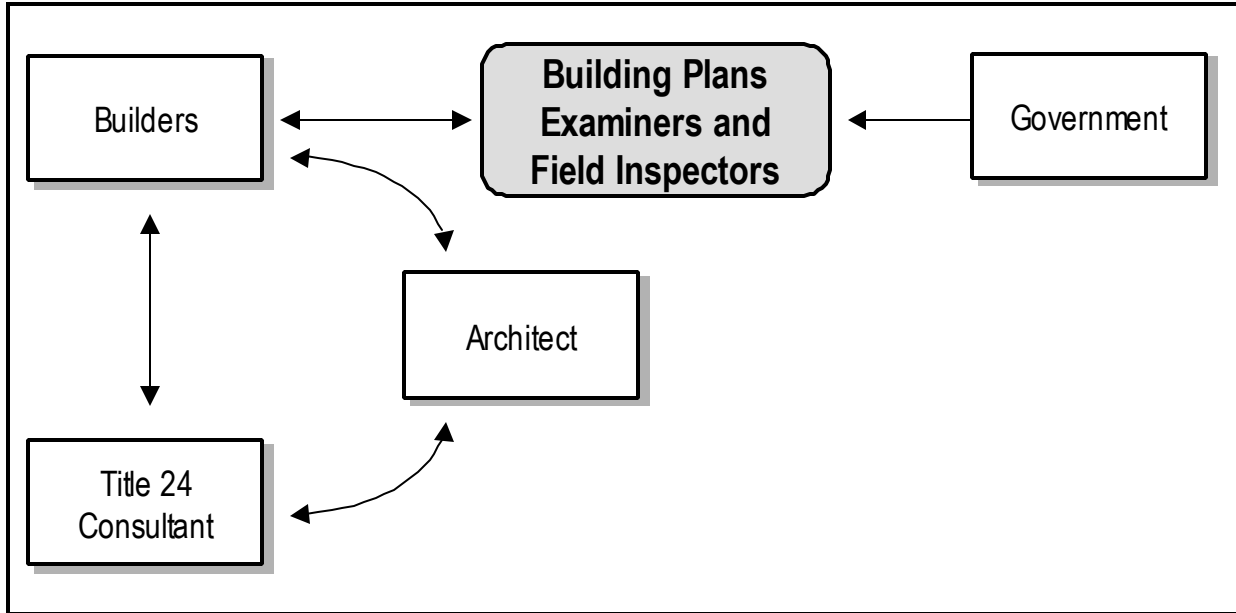 Builders
Building Plans
Examiners and
Field Inspectors
Government
Architect
Title 24
Consultant